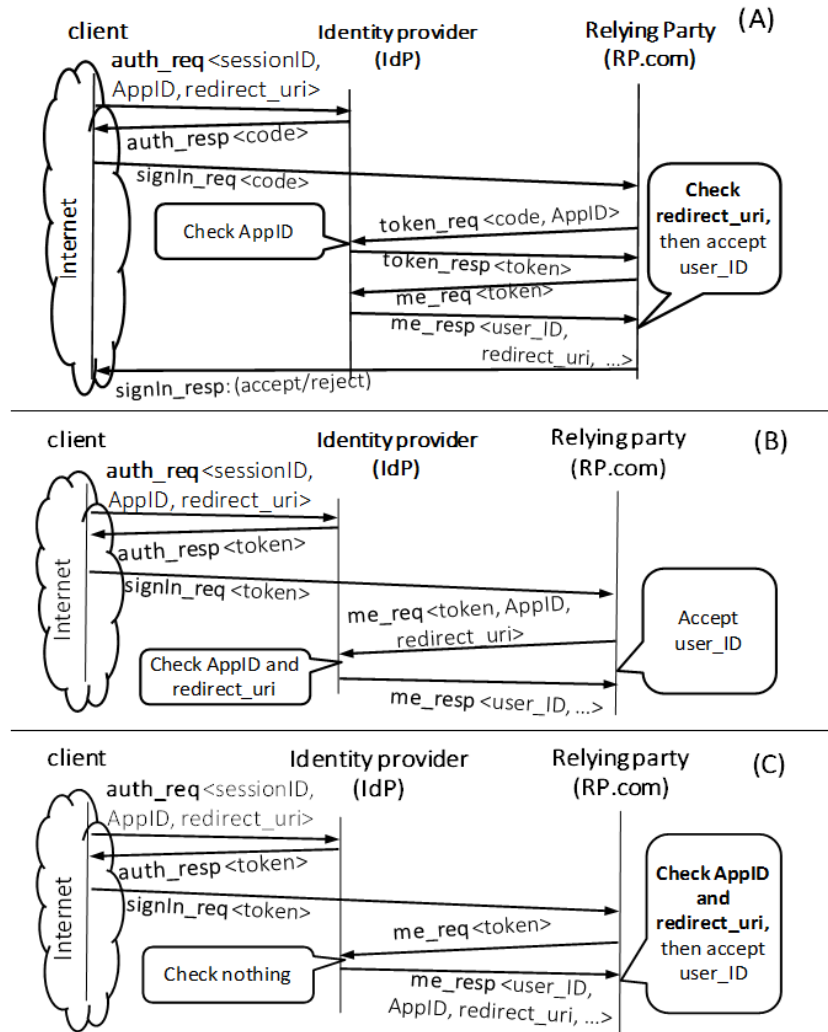 (A)
client
Identity provider
(IdP)
Relying Party
(RP.com)
auth_req <sessionID,
AppID, redirect_uri>
auth_resp <code>
signIn_req <code>
Internet
Check AppID
token_req <code, AppID>
token_resp <token>
me_req <token>
me_resp <user_ID,
redirect_uri, ...>
Check
redirect_uri,
then accept
user_ID
signIn_resp: (accept/reject)
(B)
client
Identity provider
(IdP)
Relying party
(RP.com)
auth_req <sessionID,
AppID, redirect_uri>
auth_resp <token>
signIn_req <token>
Internet
me_req <token, AppID,
redirect_uri>
Check AppID and
redirect_uri
me_resp <user_ID, ...>
Accept
user_ID
(C)
client
Identity provider
(IdP)
Relying party
(RP.com)
auth_req <sessionID,
AppID, redirect_uri>
auth_resp <token>
signIn_req <token>
Internet
me_req <token>
Check nothing
me_resp <user_ID,
AppID, redirect_uri, ...>
Check AppID
and
redirect_uri,
then accept
user_ID